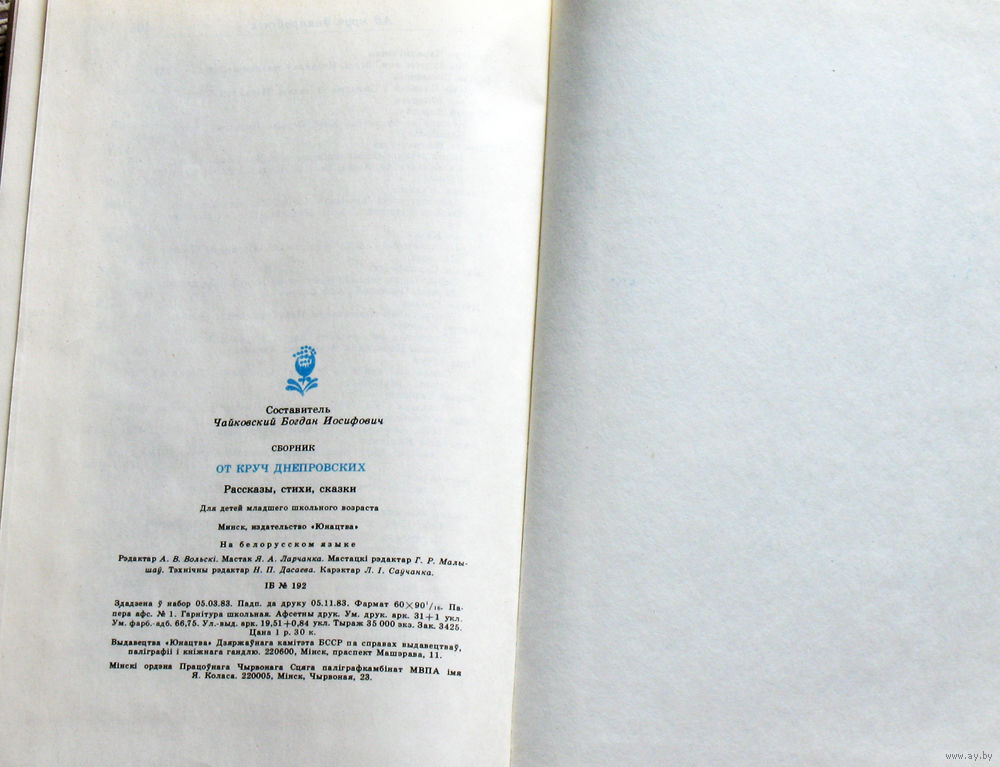 Составитель
Чайковский Богдан Иосифович
СБОРНИК
ОТ КРУЧ ДНЕПРОВСКИХ
Рассказы, стихи, сказки
Для детей младшего школьного возраста
Минск, издательство «Юнацтва»
На белорусском языке
Рэдактар А. В. Вольскі. Мастак Я. А. Ларчанка. Мастацкі рэдактар Г. Р. Малы-
шаў. Тэхнічны рэдактар Н. П. Дасаева. Карэктар Л. І. Саўчанка.
ІБ № 192
Здадзена ў набор 05.03.83. Падп. да друку 05.11.83. Фармат 60×90¹/₁₆. Па-
пера афс. № 1. Гарнітура школьная. Афсетны друк. Ум. друк. арк. 31+1 укл.
Ум. фарб.-адб. 66,75. Ул.-выд. арк. 19,51+0,84 укл. Тыраж 35 000 экз. Зак. 3425.
Цана 1 р. 30 к.
Выдавецтва «Юнацтва» Дзяржаўнага камітэта БССР па справах выдавецтваў,
паліграфіі і кніжнага гандлю. 220600, Мінск, праспект Машэрава, 11.
Мінскі ордэна Працоўнага Чырвонага Сцяга паліграфкамбінат МВПА імя
Я. Коласа. 220005, Мінск, Чырвоная, 23.
www.ay.by